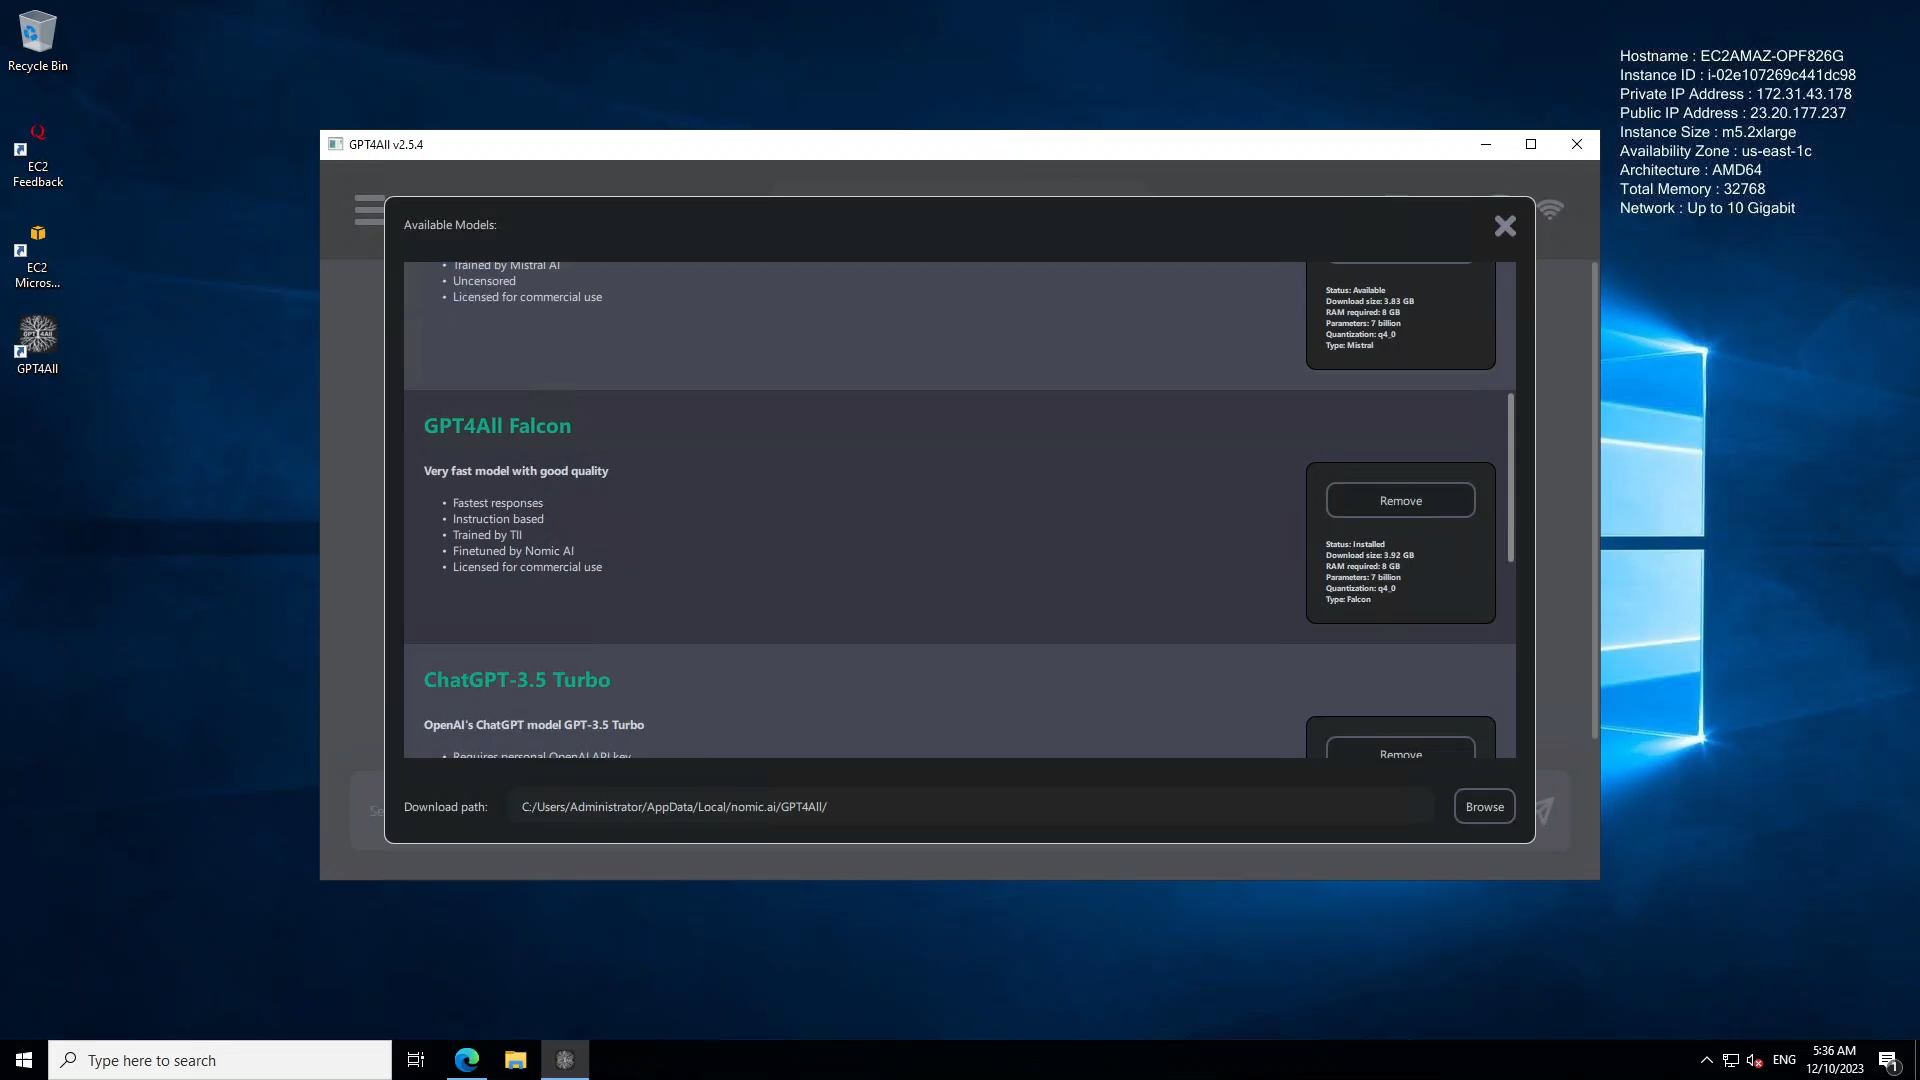 Recycle Bin
EC2
Feedback
EC2
Micros...
GPT4All
GPT4All
Hostname : EC2AMAZ-OPF826G
Instance ID : i-02e107269c441dc98
Private IP Address : 172.31.43.178
Public IP Address : 23.20.177.237
Instance Size : m5.2xlarge
Availability Zone : us-east-1c
Architecture : AMD64
Total Memory : 32768
Network : Up to 10 Gigabit
GPT4All v2.5.4
Available Models:
• Trained by Mistral AI
• Uncensored
• Licensed for commercial use
Status: Available
Download size: 3.83 GB
RAM required: 8 GB
Parameters: 7 billion
Quantization: q4_0
Type: Mistral
GPT4All Falcon
Very fast model with good quality
• Fastest responses
• Instruction based
• Trained by TII
• Finetuned by Nomic AI
• Licensed for commercial use
Remove
Status: Installed
Download size: 3.92 GB
RAM required: 8 GB
Parameters: 7 billion
Quantization: q4_0
Type: Falcon
ChatGPT-3.5 Turbo
OpenAI's ChatGPT model GPT-3.5 Turbo
• Requires personal OpenAI API key
Remove
Se
Download path:
C:/Users/Administrator/AppData/Local/nomic.ai/GPT4All/
Browse
Type here to search
ENG
5:36 AM
12/10/2023
1